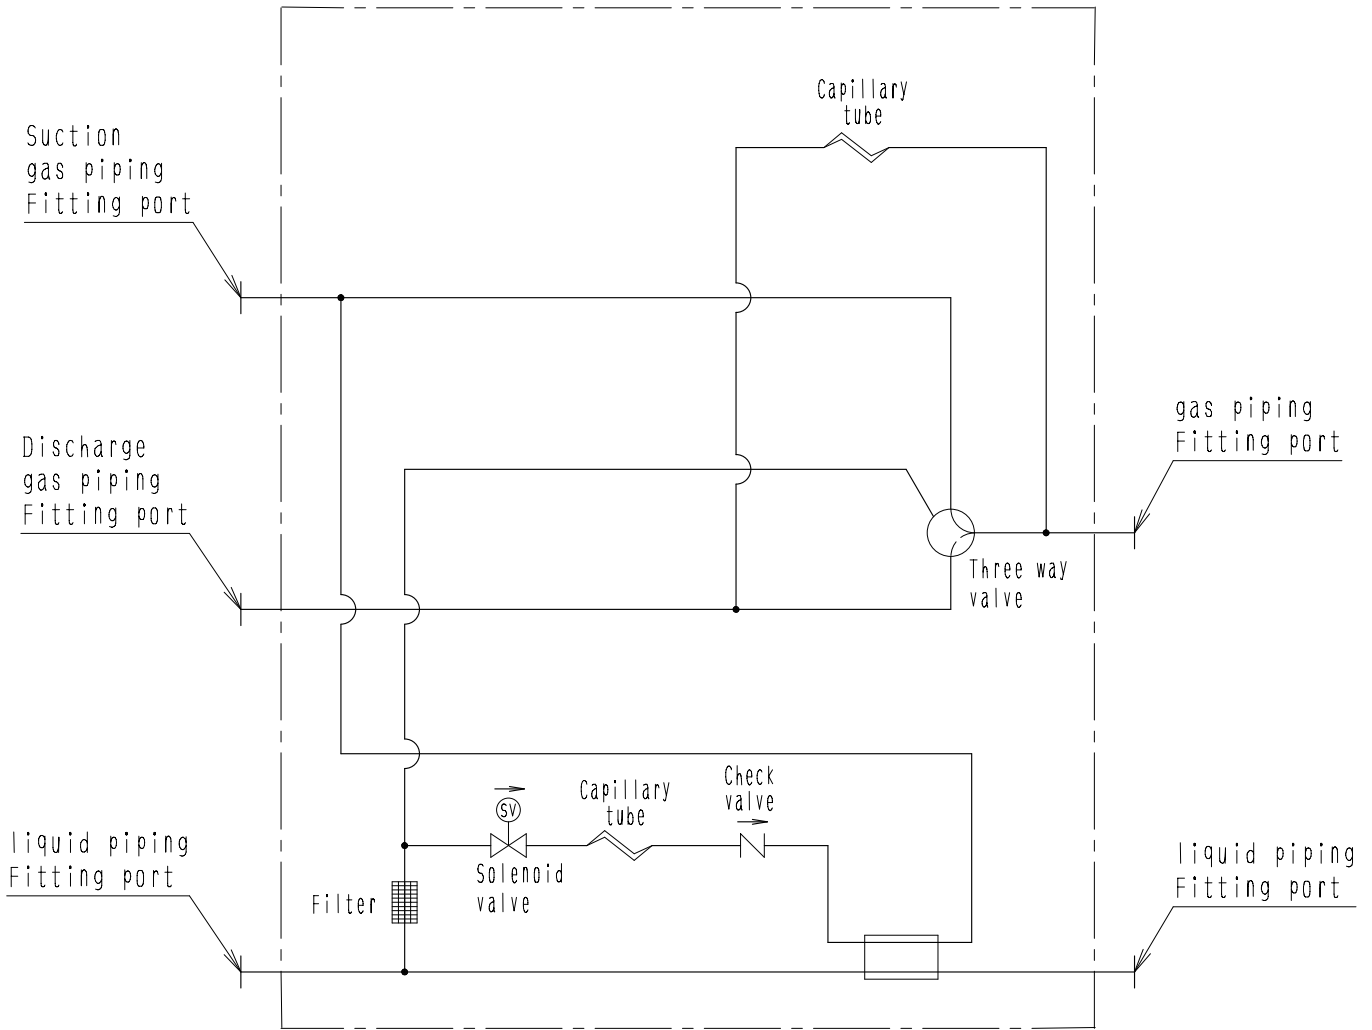 Capillary
tube
Suction
gas piping
Fitting port
gas piping
Fitting port
Discharge
gas piping
Fitting port
Three way
valve
Check
valve
Capillary
tube
SV
Solenoid
valve
liquid piping
Fitting port
Filter
liquid piping
Fitting port